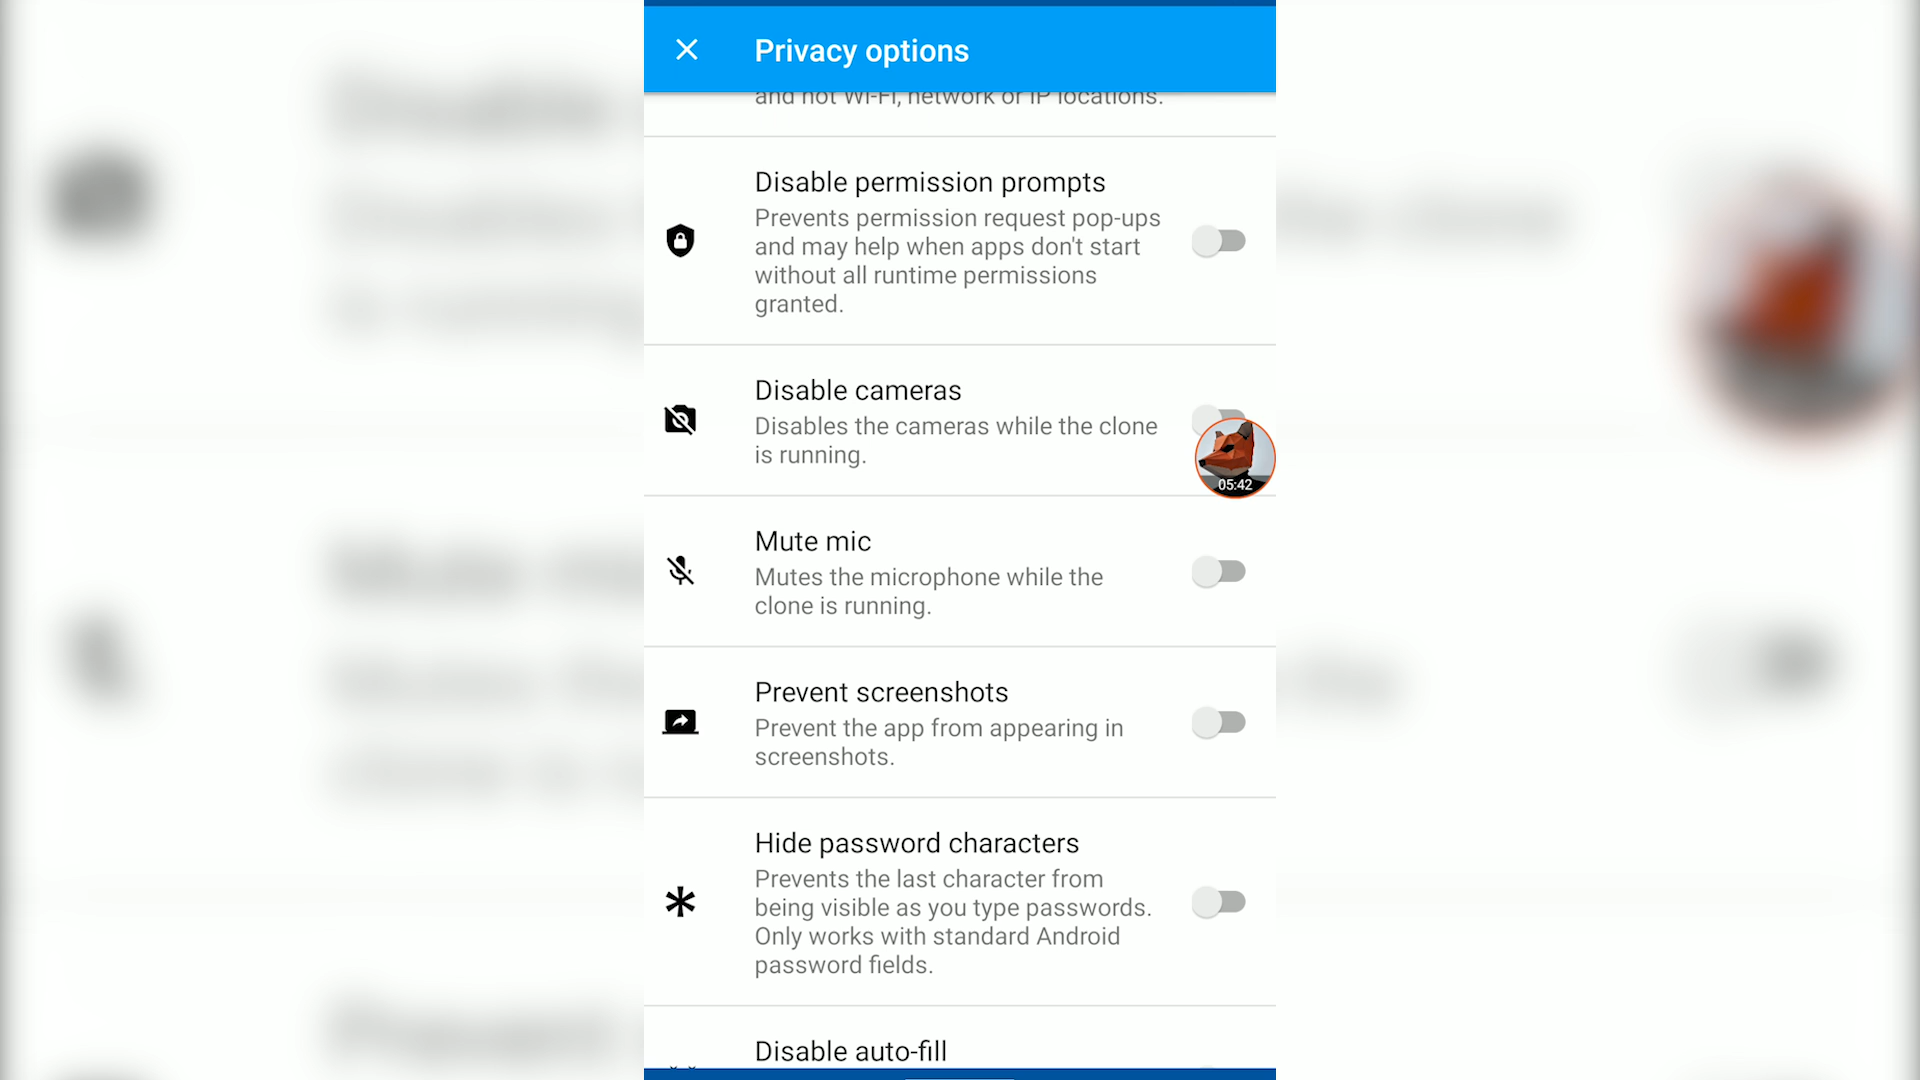 Privacy options
and not Wi-Fi, network or IP locations.
Disable permission prompts
Prevents permission request pop-ups
and may help when apps don't start
without all runtime permissions
granted.
Disable cameras
Disables the cameras while the clone
is running.
05:42
Mute mic
Mutes the microphone while the
clone is running.
Prevent screenshots
Prevent the app from appearing in
screenshots.
Hide password characters
Prevents the last character from
being visible as you type passwords.
Only works with standard Android
password fields.
Disable auto-fill